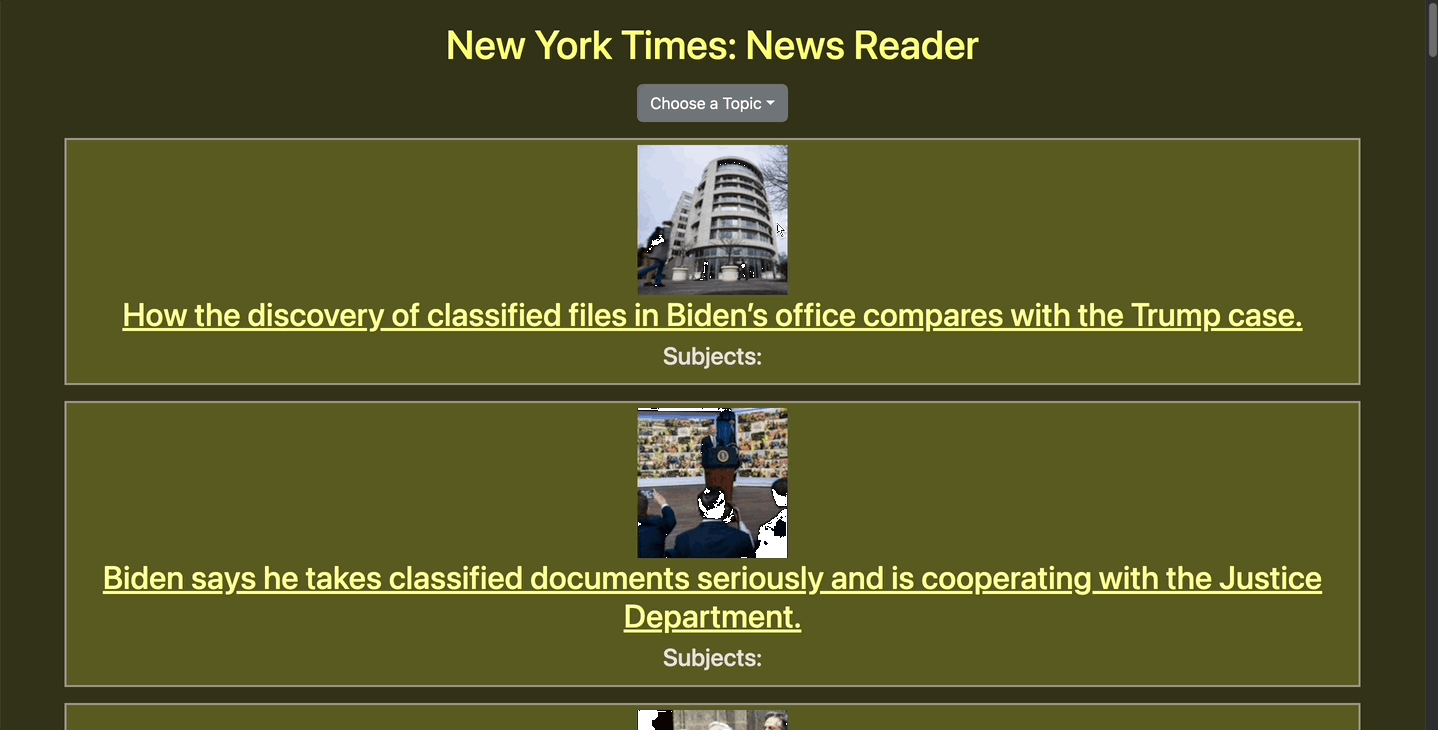 New York Times: News Reader
Choose a Topic
How the discovery of classified files in Biden’s office compares with the Trump case.
Subjects:
Biden says he takes classified documents seriously and is cooperating with the Justice
Department.
Subjects: